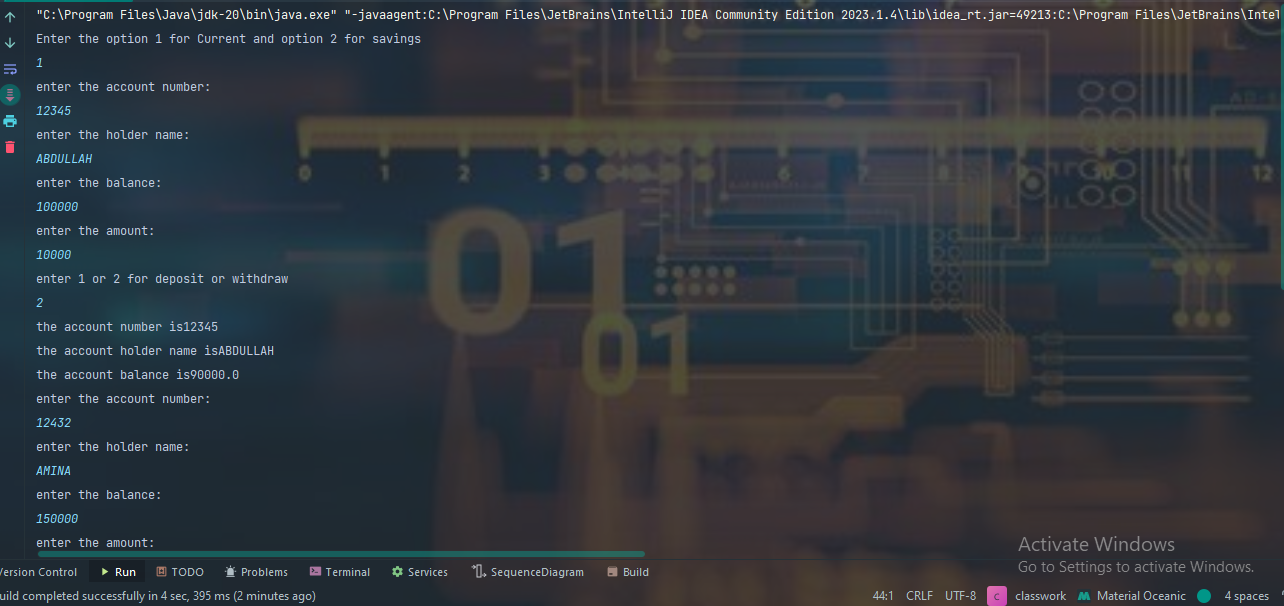 "C:\Program Files\Java\jdk-20\bin\java.exe" "-javaagent:C:\Program Files\JetBrains\IntelliJ IDEA Community Edition 2023.1.4\lib\idea_rt.jar=49213:C:\Program Files\JetBrains\Intel
Enter the option 1 for Current and option 2 for savings
1
enter the account number:
12345
enter the holder name:
ABDULLAH
enter the balance:
100000
enter the amount:
10000
enter 1 or 2 for deposit or withdraw
2
the account number is12345
the account holder name isABDULLAH
the account balance is90000.0
enter the account number:
12432
enter the holder name:
AMINA
enter the balance:
150000
enter the amount:
0 1 2 3 4 6 7 8 9 10 11 12
01
01
Activate Windows
Go to Settings to activate Windows.
Version Control Run TODO Problems Terminal Services SequenceDiagram Build
uild completed successfully in 4 sec, 395 ms (2 minutes ago) 44:1 CRLF UTF-8 C classwork Material Oceanic 4 spaces